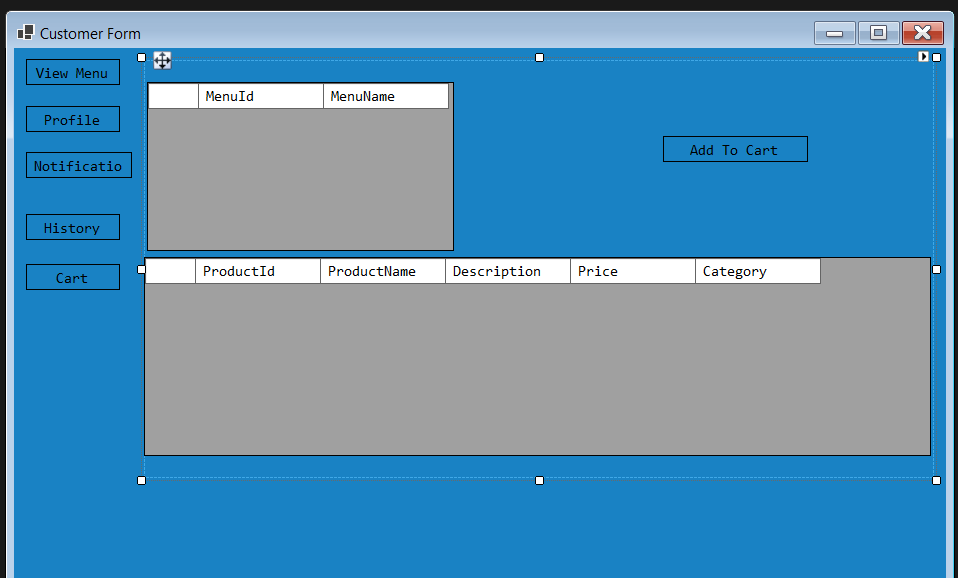 Customer Form
View Menu
Profile
Notificatio
History
Cart
MenuId MenuName
Add To Cart
ProductId ProductName Description Price Category